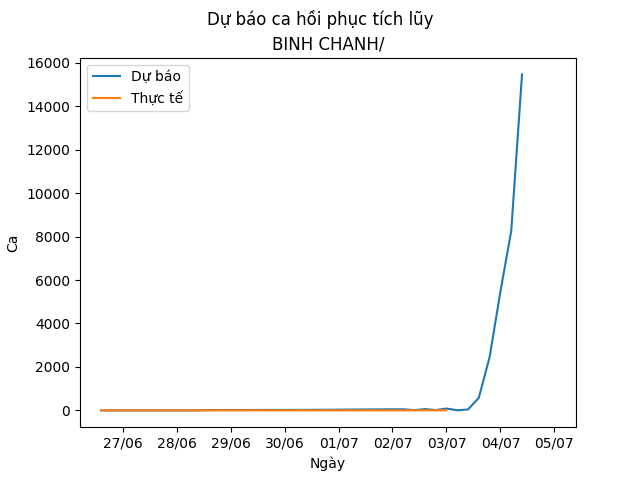 Dự báo ca hồi phục tích lũy
BINH CHANH/
Dự báo
Thực tế
16000
14000
12000
10000
8000
6000
4000
2000
0
Ca
27/06 28/06 29/06 30/06 01/07 02/07 03/07 04/07 05/07
Ngày